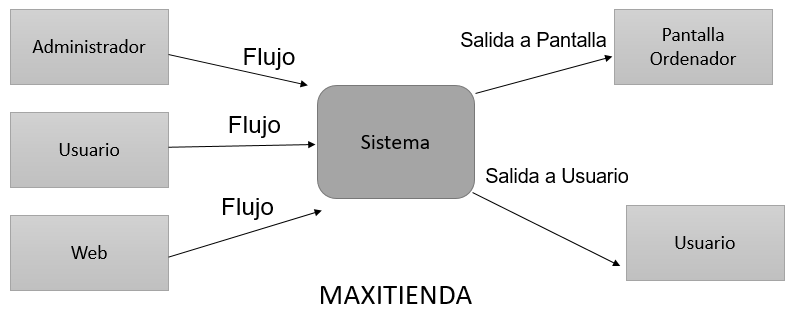 Administrador
Flujo
Salida a Pantalla
Pantalla
Ordenador
Usuario
Flujo
Sistema
Web
Flujo
Salida a Usuario
Usuario
MAXITIENDA